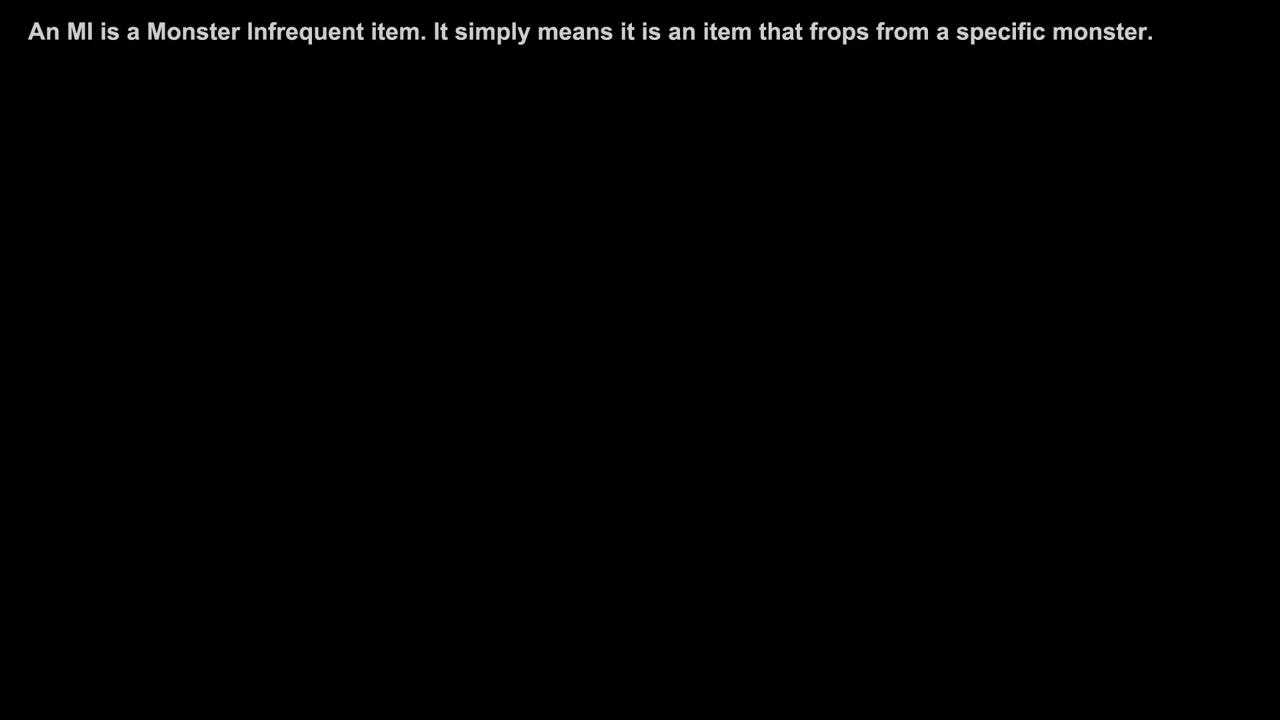 An MI is a Monster Infrequent item. It simply means it is an item that frops from a specific monster.